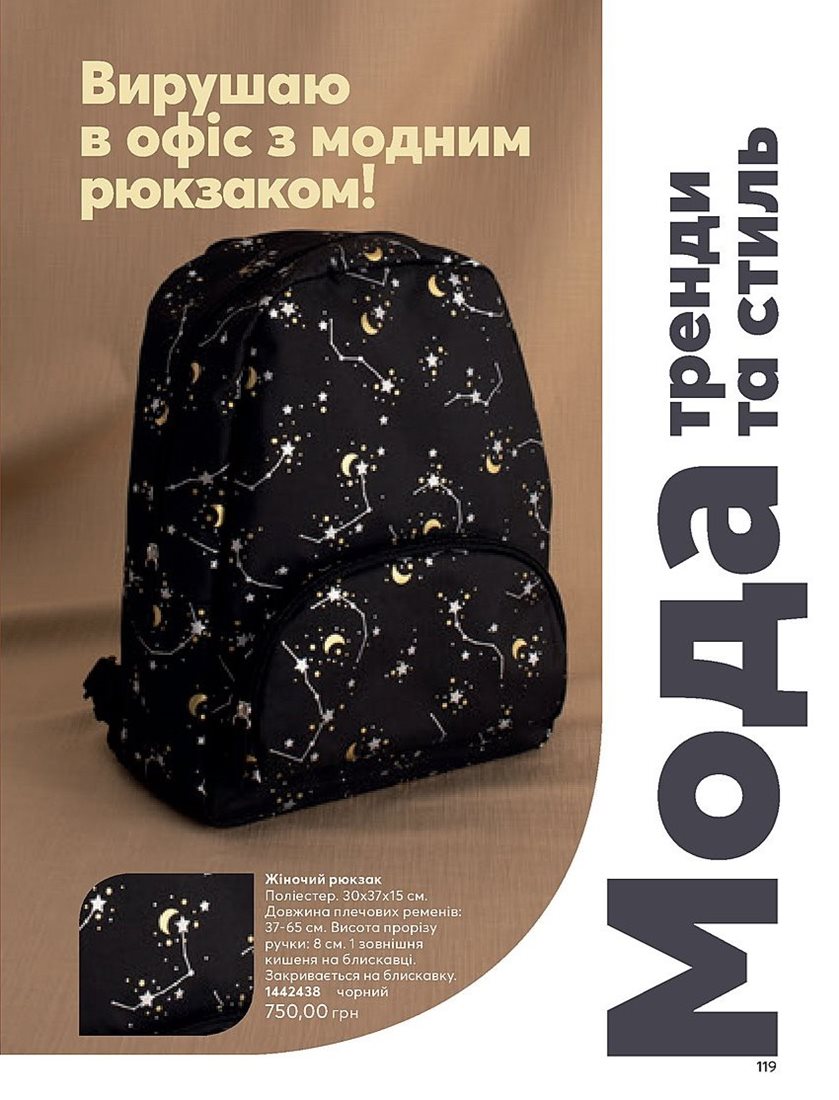 Вирушаю
в офіс з модним
рюкзаком!
Мода
тренди
та стиль
Жіночий рюкзак
Поліестер. 30х37х15 см.
Довжина плечових ременів:
37-65 см. Висота прорізу
ручки: 8 см. 1 зовнішня
кишеня на блискавці.
Закривається на блискавку.
1442438 чорний
750,00 грн
119